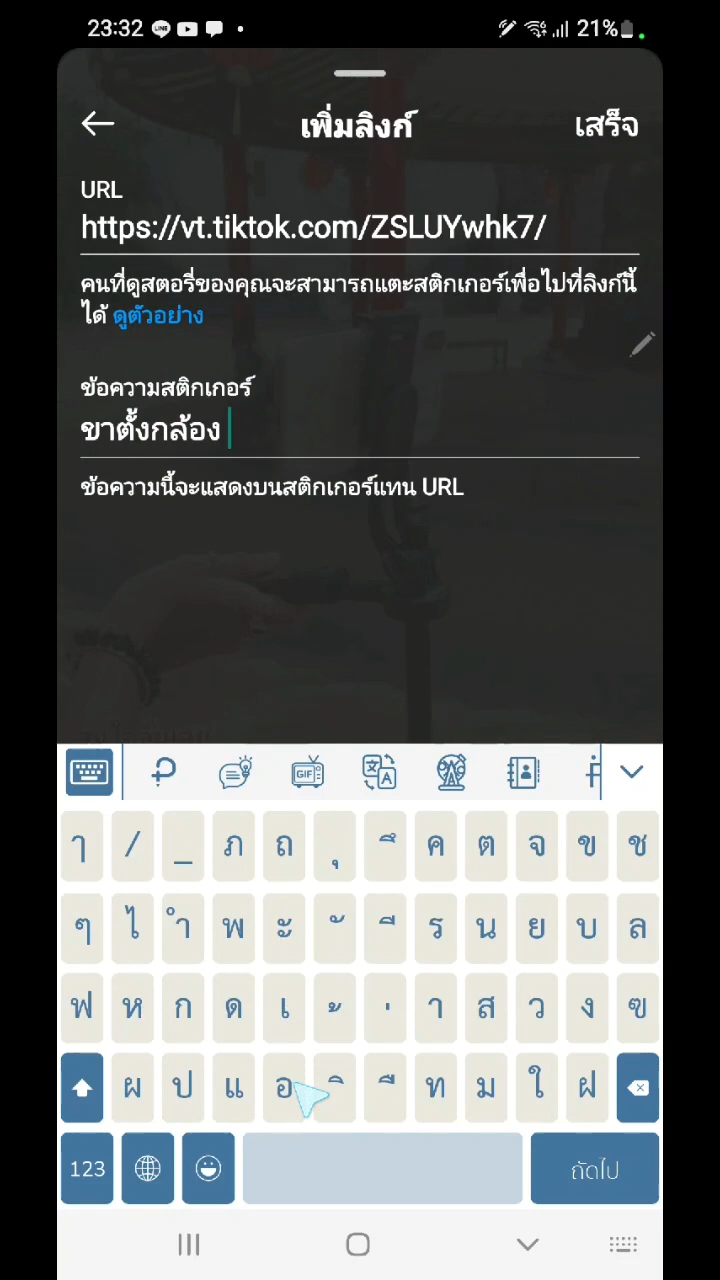 23:32
21%
เพิ่มลิงก์
เสร็จ
URL
https://vt.tiktok.com/ZSLUYwhk7/
คนที่ดูสตอรี่ของคุณจะสามารถแตะสติกเกอร์เพื่อไปที่ลิงก์นี้
ได้ ดูตัวอย่าง
ข้อความสติกเกอร์
ขาตั้งกล้อง
ข้อความนี้จะแสดงบนสติกเกอร์แทน URL
GIF
ๅ / _ ภ ถ ุ ึ ค ต จ ข ช
ๆ ไ ำ พ ะ ั ี ร น ย บ ล
ฟ ห ก ด เ ้ ่ า ส ว ง ฃ
ผ ป แ อ ิ ื ท ม ใ ฝ
123
ถัดไป